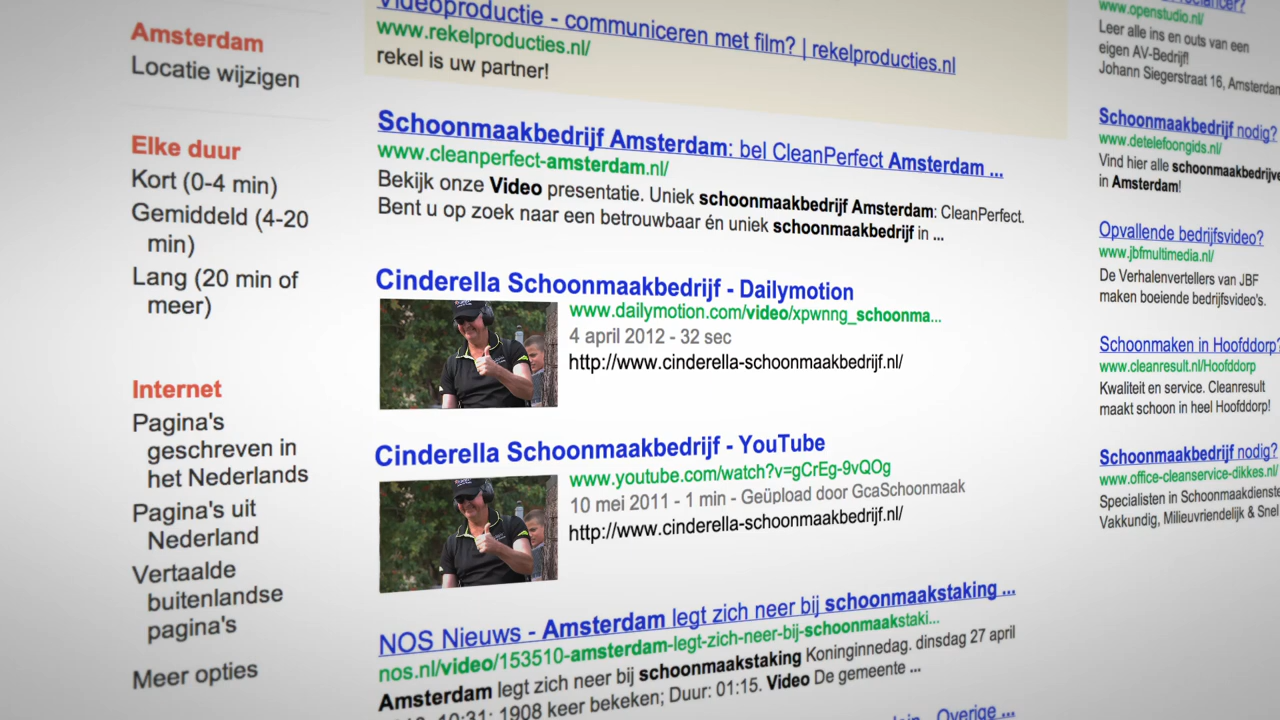 Amsterdam
Locatie wijzigen
Elke duur
Kort (0-4 min)
Gemiddeld (4-20
min)
Lang (20 min of
meer)
Internet
Pagina's
geschreven in
het Nederlands
Pagina's uit
Nederland
Vertaalde
buitenlandse
pagina's
Meer opties
Videoproductie - communiceren met film? | rekelproducties.nl
www.rekelproducties.nl/
rekel is uw partner!
Schoonmaakbedrijf Amsterdam: bel CleanPerfect Amsterdam ...
www.cleanperfect-amsterdam.nl/
Bekijk onze Video presentatie. Uniek schoonmaakbedrijf Amsterdam: CleanPerfect.
Bent u op zoek naar een betrouwbaar én uniek schoonmaakbedrijf in ...
Cinderella Schoonmaakbedrijf - Dailymotion
www.dailymotion.com/video/xpwnng_schoonma...
4 april 2012 - 32 sec
http://www.cinderella-schoonmaakbedrijf.nl/
Cinderella Schoonmaakbedrijf - YouTube
www.youtube.com/watch?v=gCrEg-9vQOg
10 mei 2011 - 1 min - Geüpload door GcaSchoonmaak
http://www.cinderella-schoonmaakbedrijf.nl/
NOS Nieuws - Amsterdam legt zich neer bij schoonmaakstaking ...
nos.nl/video/153510-amsterdam-legt-zich-neer-bij-schoonmaakstaki...
Amsterdam legt zich neer bij schoonmaakstaking Koninginnedag. dinsdag 27 april
10:31; 1908 keer bekeken; Duur: 01:15. Video De gemeente ...
Overige ...
www.openstudio.nl/
Leer alle ins en outs van een
eigen AV-Bedrijf!
Johann Siegerstraat 16, Amsterdam
Schoonmaakbedrijf nodig?
www.detelefoongids.nl/
Vind hier alle schoonmaakbedrijve
in Amsterdam!
Opvallende bedrijfsvideo?
www.jbfmultimedia.nl/
De Verhalenvertellers van JBF
maken boeiende bedrijfsvideo's.
Schoonmaken in Hoofddorp?
www.cleanresult.nl/Hoofddorp
Kwaliteit en service. Cleanresult
maakt schoon in heel Hoofddorp!
Schoonmaakbedrijf nodig?
www.office-cleanservice-dikkes.nl/
Specialisten in Schoonmaakdienste
Vakkundig, Milieuvriendelijk & Snel